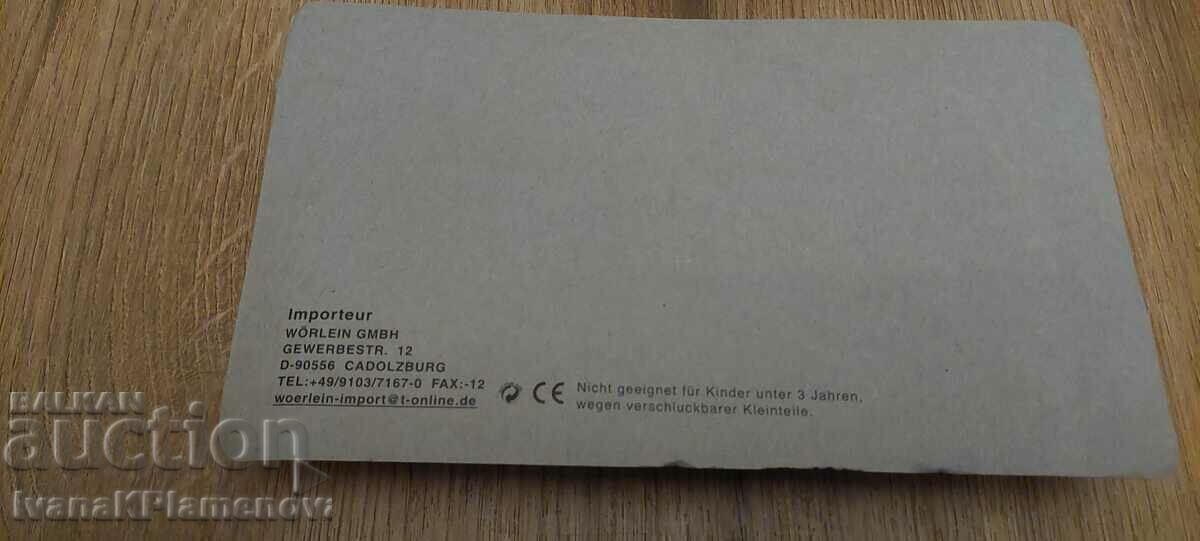 Importeur
WÖRLEIN GMBH
GEWERBESTR. 12
D-90556 CADOLZBURG
TEL:+49/9103/7167-0 FAX:-12
woerlein-import@t-online.de
CE
Nicht geeignet für Kinder unter 3 Jahren,
wegen verschluckbarer Kleinteile.
BALKAN
auction
IvanaKPlamenov